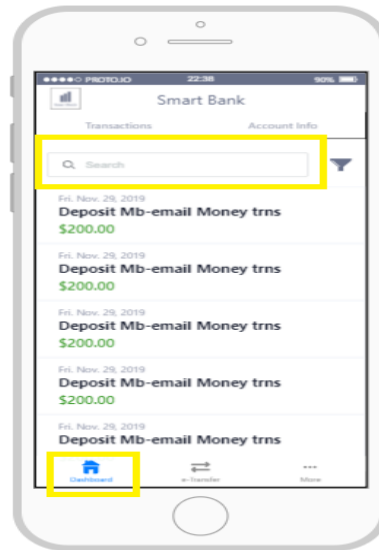 PROTO.IO 22:38 90%
Smart Bank
Transactions Account Info
Search
Fri. Nov. 29, 2019
Deposit Mb-email Money trns
$200.00
Fri. Nov. 29, 2019
Deposit Mb-email Money trns
$200.00
Fri. Nov. 29, 2019
Deposit Mb-email Money trns
$200.00
Fri. Nov. 29, 2019
Deposit Mb-email Money trns
$200.00
Fri. Nov. 29, 2019
Deposit Mb-email Money trns
Dashboard e-transfer More